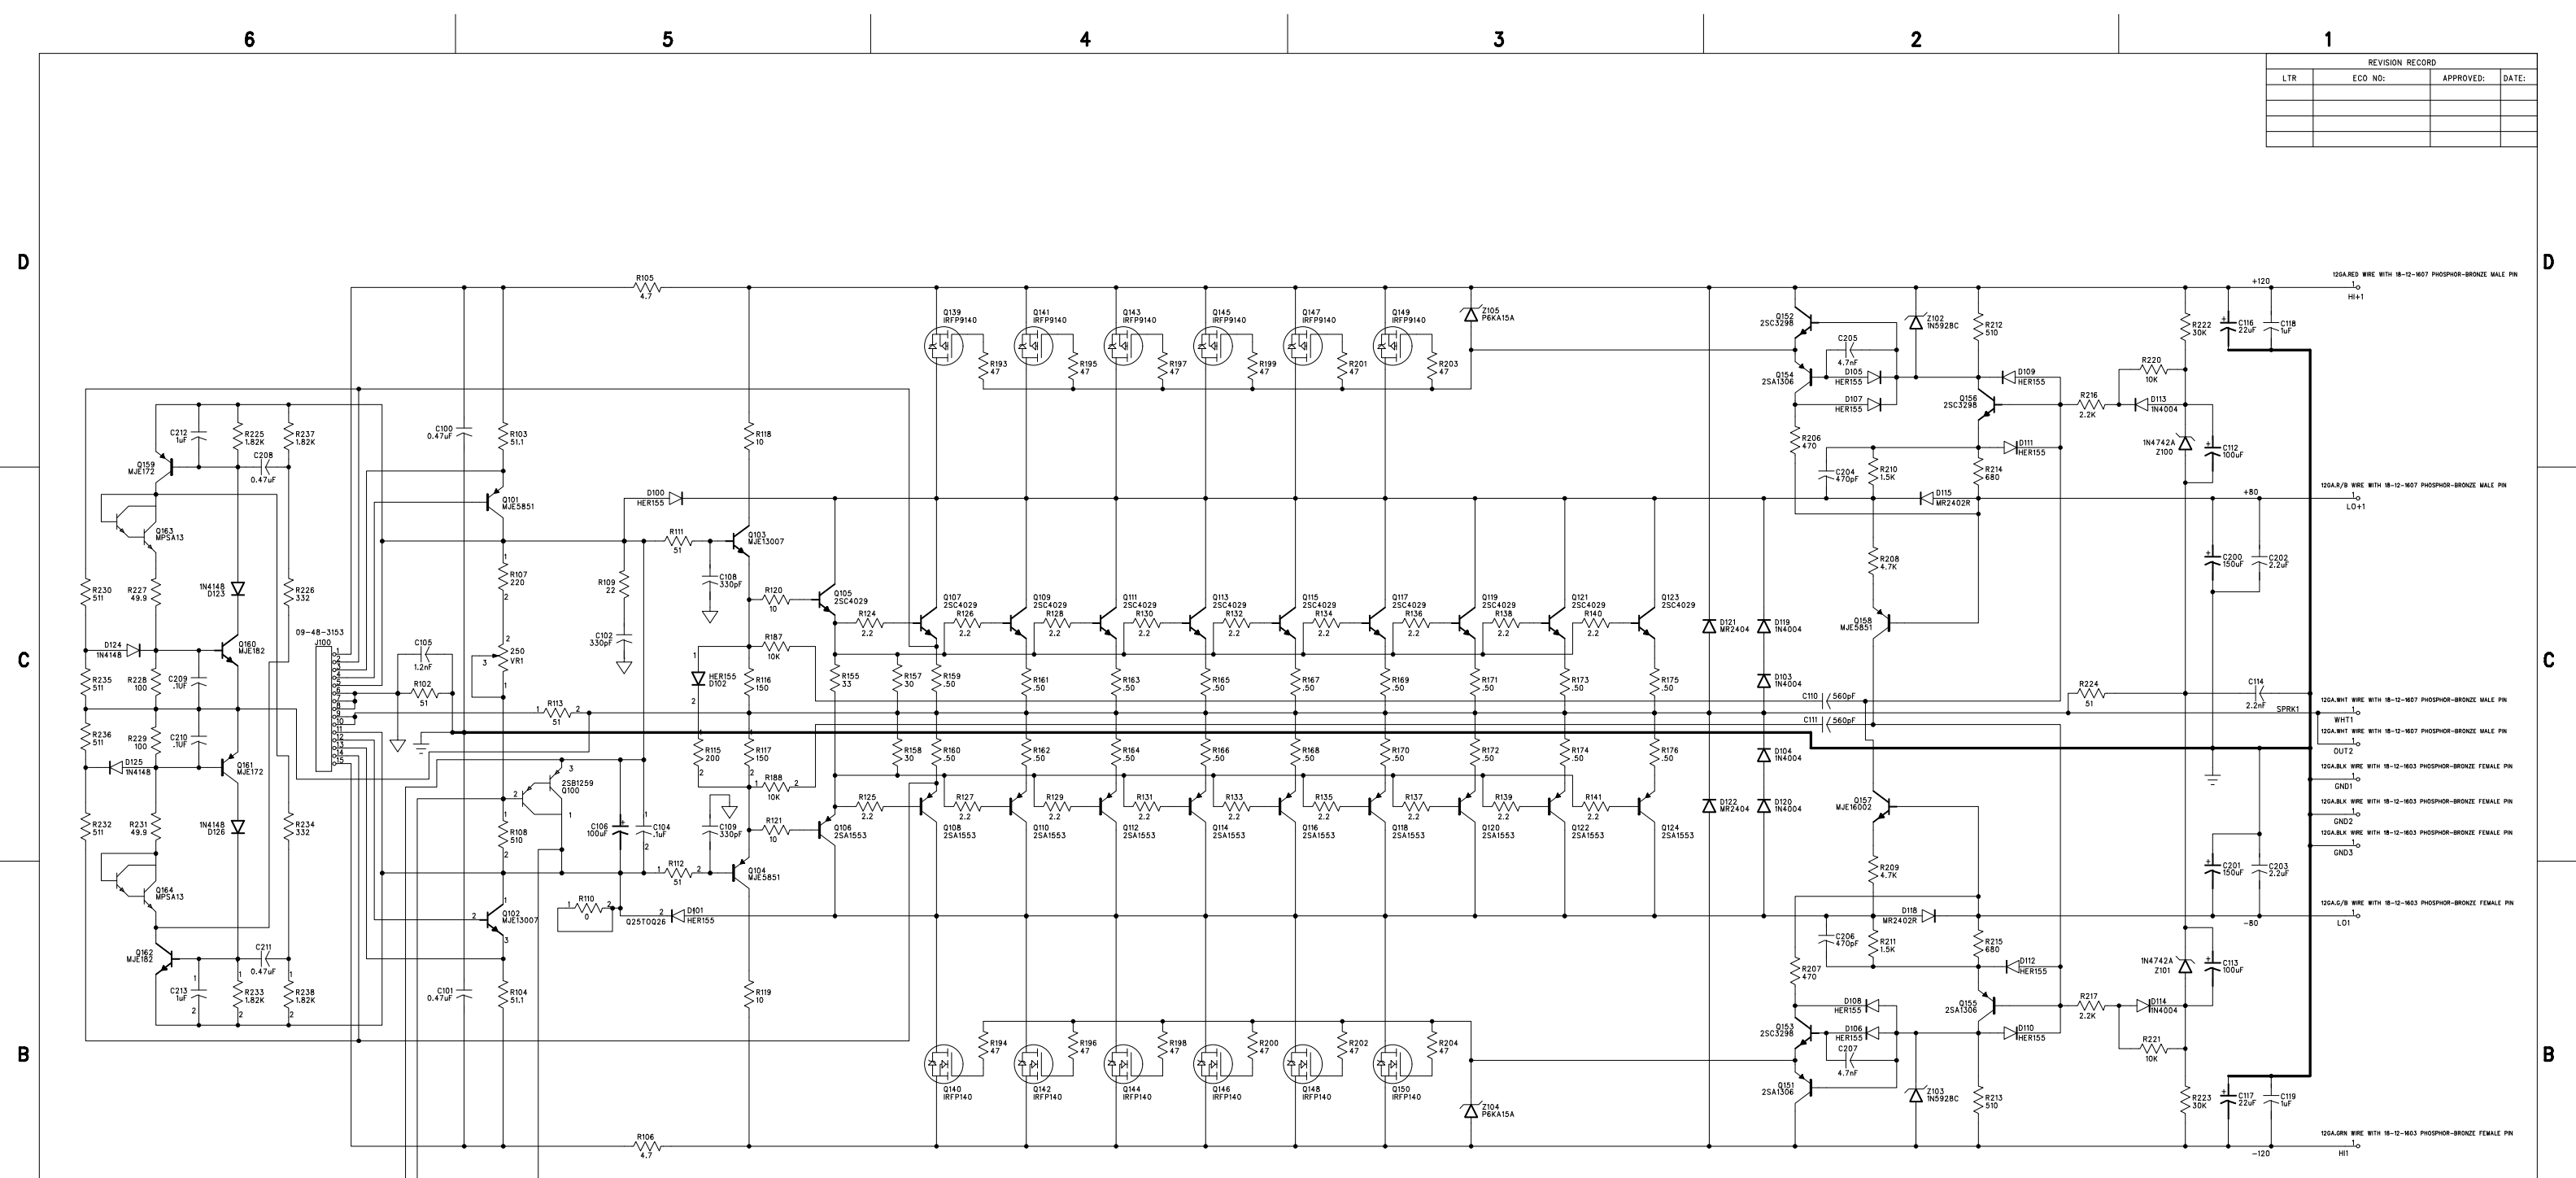 6 5 4 3 2 1
REVISION RECORD
LTR ECO NO: APPROVED: DATE:
D D
12GA.RED WIRE WITH 18-12-1607 PHOSPHOR-BRONZE MALE PIN
R105
4.7
+120
1
HI+1
Q139
IRFP9140
Q141
IRFP9140
Q143
IRFP9140
Q145
IRFP9140
Q147
IRFP9140
Q149
IRFP9140
Z105
P6KA15A
Q152
2SC3298
Z102
1N5928C
R212
510
R222
30K
C116
22uF
C118
1uF
R193
47
R195
47
R197
47
R199
47
R201
47
R203
47
C205
4.7nF
Q154
2SA1306
D105
HER155
D107
HER155
D109
HER155
Q156
2SC3298
R216
2.2K
R220
10K
D113
1N4004
C212
1uF
R225
1.82K
R237
1.82K
C208
0.47uF
Q159
MJE172
C100
0.47uF
R103
51.1
R118
10
R206
470
D111
HER155
1N4742A
Z100
C112
100uF
C204
470pF
R210
1.5K
R214
680
12GA.R/B WIRE WITH 18-12-1607 PHOSPHOR-BRONZE MALE PIN
+80
1
LO+1
Q101
MJE5851
D100
HER155
D115
MR2402R
Q163
MPSA13
R111
51
Q103
MJE13007
R107
220
R109
22
C108
330pF
R208
4.7K
C200
150uF
C202
2.2uF
R230
511
R227
49.9
1N4148
D123
R226
332
R120
10
Q105
2SC4029
R124
2.2
Q107
2SC4029
R126
2.2
Q109
2SC4029
R128
2.2
Q111
2SC4029
R130
2.2
Q113
2SC4029
R132
2.2
Q115
2SC4029
R134
2.2
Q117
2SC4029
R136
2.2
Q119
2SC4029
R138
2.2
Q121
2SC4029
R140
2.2
Q123
2SC4029
D121
MR2404
D119
1N4004
Q158
MJE5851
C C
09-48-3153
J100
1
2
3
4
5
6
7
8
9
10
11
12
13
14
15
D124
1N4148
Q160
MJE182
C105
1.2nF
250
VR1
C102
330pF
R187
10K
R235
511
R228
100
C209
.1UF
R102
51
HER155
D102
R116
150
R155
33
R157
30
R159
.50
R161
.50
R163
.50
R165
.50
R167
.50
R169
.50
R171
.50
R173
.50
R175
.50
D103
1N4004
C110
560pF
R224
51
C114
2.2nF
12GA.WHT WIRE WITH 18-12-1607 PHOSPHOR-BRONZE MALE PIN
SPRK1
1
WHT1
R113
51
C111
560pF
12GA.WHT WIRE WITH 18-12-1607 PHOSPHOR-BRONZE MALE PIN
1
OUT2
R236
511
R229
100
C210
.1UF
D125
1N4148
Q161
MJE172
2SB1259
Q100
R115
200
R117
150
R188
10K
R158
30
R160
.50
R162
.50
R164
.50
R166
.50
R168
.50
R170
.50
R172
.50
R174
.50
R176
.50
D104
1N4004
12GA.BLK WIRE WITH 18-12-1603 PHOSPHOR-BRONZE FEMALE PIN
1
GND1
12GA.BLK WIRE WITH 18-12-1603 PHOSPHOR-BRONZE FEMALE PIN
1
GND2
12GA.BLK WIRE WITH 18-12-1603 PHOSPHOR-BRONZE FEMALE PIN
1
GND3
R232
511
R231
49.9
1N4148
D126
R234
332
R108
510
C106
100uF
C104
.1uF
C109
330pF
R121
10
Q106
2SA1553
R125
2.2
Q108
2SA1553
R127
2.2
Q110
2SA1553
R129
2.2
Q112
2SA1553
R131
2.2
Q114
2SA1553
R133
2.2
Q116
2SA1553
R135
2.2
Q118
2SA1553
R137
2.2
Q120
2SA1553
R139
2.2
Q122
2SA1553
R141
2.2
Q124
2SA1553
D122
MR2404
D120
1N4004
Q157
MJE16002
Q164
MPSA13
R112
51
Q104
MJE5851
R209
4.7K
C201
150uF
C203
2.2uF
R110
0
Q25TOQ26
D101
HER155
Q102
MJE13007
D118
MR2402R
12GA.G/B WIRE WITH 18-12-1603 PHOSPHOR-BRONZE FEMALE PIN
-80
1
LO1
Q162
MJE182
C211
0.47uF
C213
1uF
R233
1.82K
R238
1.82K
C101
0.47uF
R104
51.1
R119
10
C206
470pF
R211
1.5K
R215
680
R207
470
D112
HER155
1N4742A
Z101
C113
100uF
D108
HER155
Q155
2SA1306
R217
2.2K
D114
1N4004
Q153
2SC3298
D106
HER155
D110
HER155
C207
4.7nF
R221
10K
B B
R194
47
R196
47
R198
47
R200
47
R202
47
R204
47
Q140
IRFP140
Q142
IRFP140
Q144
IRFP140
Q146
IRFP140
Q148
IRFP140
Q150
IRFP140
Z104
P6KA15A
Q151
2SA1306
Z103
1N5928C
R213
510
R223
30K
C117
22uF
C119
1uF
R106
4.7
12GA.GRN WIRE WITH 18-12-1603 PHOSPHOR-BRONZE FEMALE PIN
-120
1
HI1